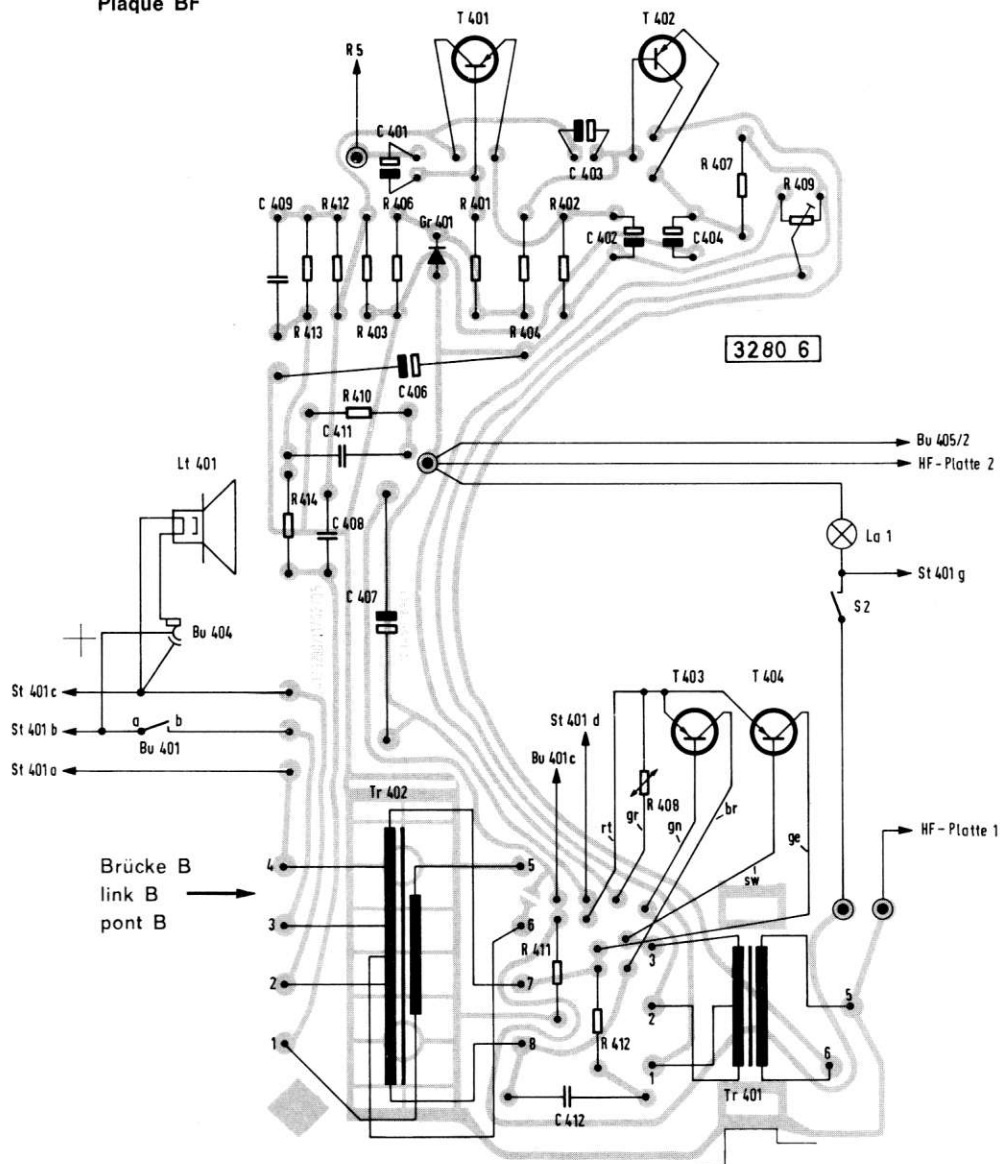 Plaque BF
T 401
T 402
R 5
C 401
C 403
R 407
R 409
C 409
R 412
R 406
Gr 401
R 401
R 402
C 402
C 404
R 413
R 403
R 404
3280 6
C 406
R 410
C 411
Bu 405/2
HF-Platte 2
Lt 401
R 414
C 408
La 1
St 401 g
S 2
C 407
Bu 404
St 401 c
St 401 b
a
b
Bu 401
St 401 a
T 403
T 404
St 401 d
Bu 401 c
R 408
rt
gr
gn
br
sw
ge
HF-Platte 1
Tr 402
Brücke B
link B
pont B
4
3
2
1
5
6
7
8
R 411
R 412
C 412
3
2
1
5
6
Tr 401